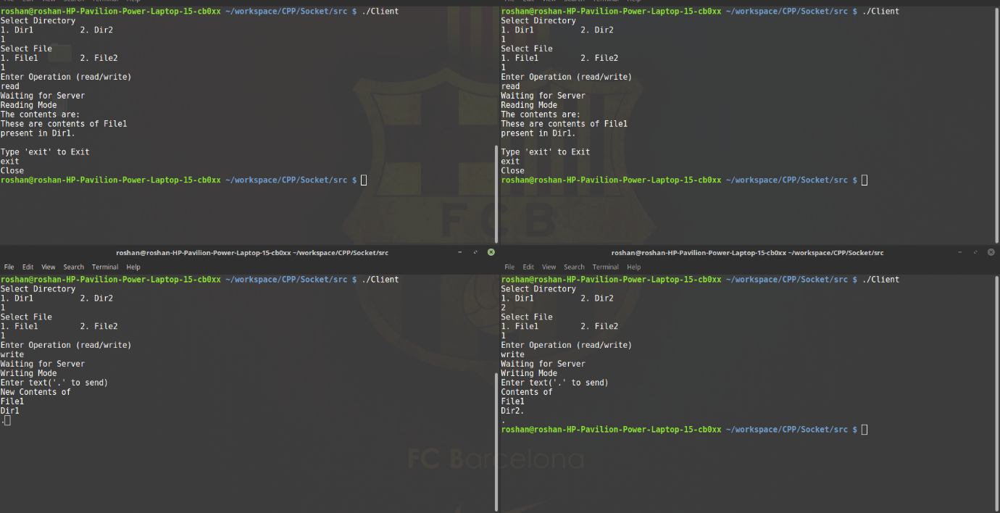 File Edit View Search Terminal Help
roshan@roshan-HP-Pavilion-Power-Laptop-15-cb0xx ~/workspace/CPP/Socket/src $ ./Client
Select Directory
1. Dir1 2. Dir2
1
Select File
1. File1 2. File2
1
Enter Operation (read/write)
read
Waiting for Server
Reading Mode
The contents are:
These are contents of File1
present in Dir1.
Type 'exit' to Exit
exit
Close
roshan@roshan-HP-Pavilion-Power-Laptop-15-cb0xx ~/workspace/CPP/Socket/src $
File Edit View Search Terminal Help
roshan@roshan-HP-Pavilion-Power-Laptop-15-cb0xx ~/workspace/CPP/Socket/src $ ./Client
Select Directory
1. Dir1 2. Dir2
1
Select File
1. File1 2. File2
1
Enter Operation (read/write)
read
Waiting for Server
Reading Mode
The contents are:
These are contents of File1
present in Dir1.
Type 'exit' to Exit
exit
Close
roshan@roshan-HP-Pavilion-Power-Laptop-15-cb0xx ~/workspace/CPP/Socket/src $
FCB
roshan@roshan-HP-Pavilion-Power-Laptop-15-cb0xx ~/workspace/CPP/Socket/src
File Edit View Search Terminal Help
roshan@roshan-HP-Pavilion-Power-Laptop-15-cb0xx ~/workspace/CPP/Socket/src $ ./Client
Select Directory
1. Dir1 2. Dir2
1
Select File
1. File1 2. File2
1
Enter Operation (read/write)
write
Waiting for Server
Writing Mode
Enter text('.' to send)
New Contents of
File1
Dir1
.
roshan@roshan-HP-Pavilion-Power-Laptop-15-cb0xx ~/workspace/CPP/Socket/src
File Edit View Search Terminal Help
roshan@roshan-HP-Pavilion-Power-Laptop-15-cb0xx ~/workspace/CPP/Socket/src $ ./Client
Select Directory
1. Dir1 2. Dir2
2
Select File
1. File1 2. File2
1
Enter Operation (read/write)
write
Waiting for Server
Writing Mode
Enter text('.' to send)
Contents of
File1
Dir2.
.
roshan@roshan-HP-Pavilion-Power-Laptop-15-cb0xx ~/workspace/CPP/Socket/src $
FC Barcelona